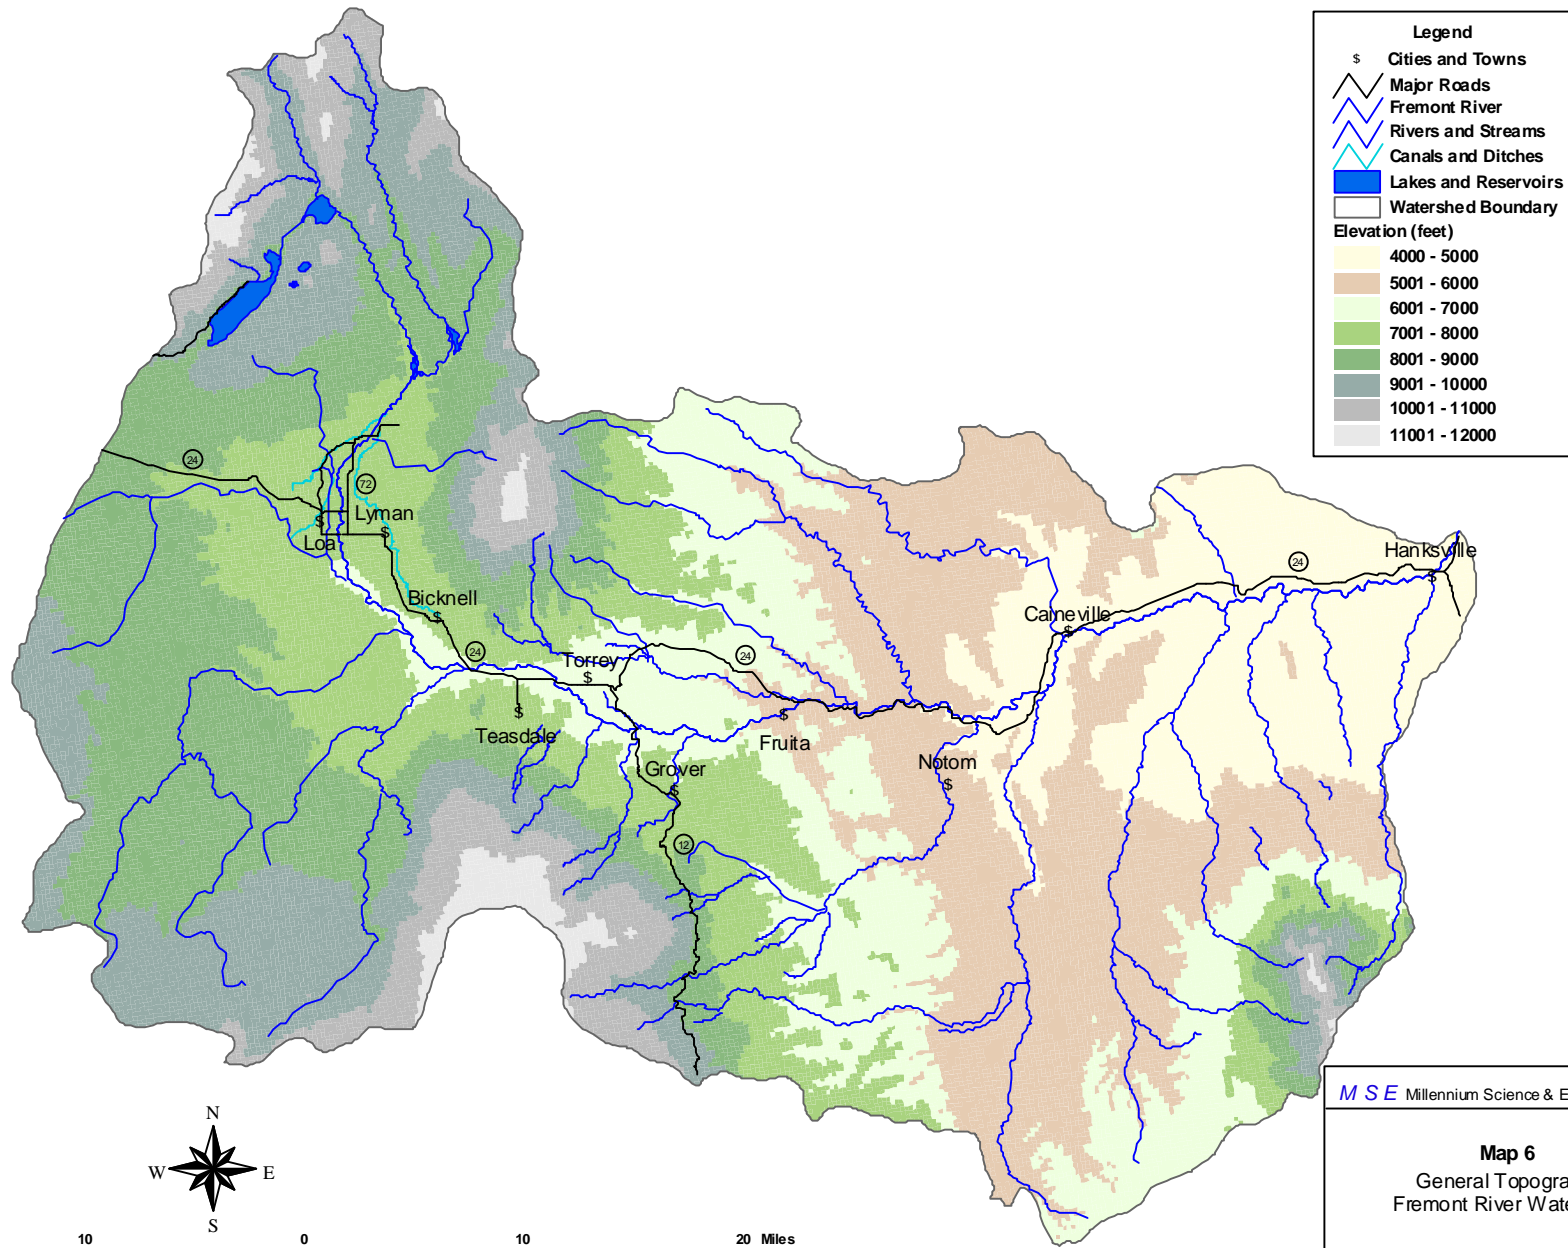 Legend
$ Cities and Towns
Major Roads
Fremont River
Rivers and Streams
Canals and Ditches
Lakes and Reservoirs
Watershed Boundary
Elevation (feet)
4000 - 5000
5001 - 6000
6001 - 7000
7001 - 8000
8001 - 9000
9001 - 10000
10001 - 11000
11001 - 12000
24
72
Lyman
$
$
Loa
Hanksville
24
$
Bicknell
$
Caineville
$
24
Torrey
$
24
$
Teasdale
$
Fruita
Grover
$
Notom
$
12
M S E Millennium Science & E
Map 6
General Topogra
Fremont River Wate
N
W E
S
10 0 10 20 Miles